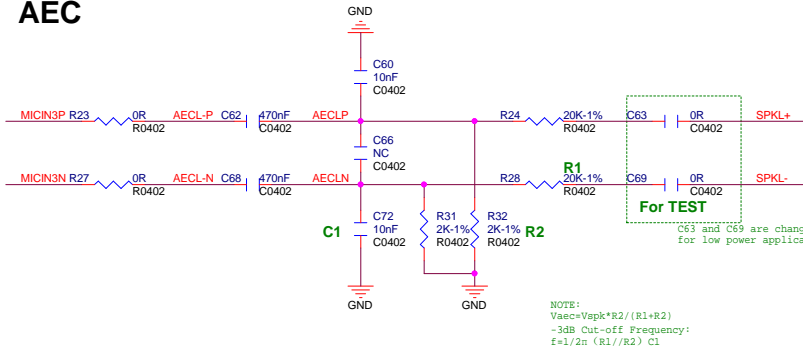 AEC
GND
C60
10nF
C0402
MICIN3P R23 0R AECL-P C62 470nF AECLP R24 20K-1% C63 0R SPKL+
R0402 C0402 R0402 C0402
C66
NC
C0402
R1
MICIN3N R27 0R AECL-N C68 470nF AECLN R28 20K-1% C69 0R SPKL-
R0402 C0402 R0402 C0402
For TEST
C1 C72 R31 R32 R2
10nF 2K-1% 2K-1%
C0402 R0402 R0402
C63 and C69 are chang
for low power applica
GND GND
NOTE:
Vaec=Vspk*R2/(R1+R2)
-3dB Cut-off Frequency:
f=1/2π (R1//R2) C1